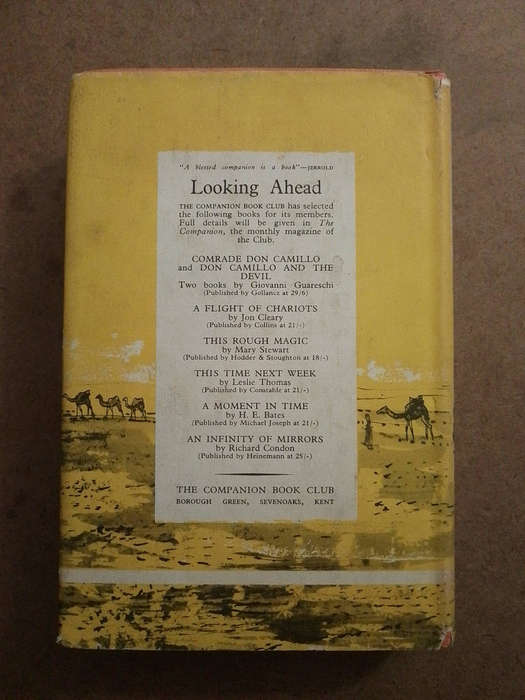 "A blessed companion is a book"—JERROLD
Looking Ahead
THE COMPANION BOOK CLUB has selected
the following books for its members.
Full details will be given in The
Companion, the monthly magazine of
the Club.
COMRADE DON CAMILLO
and DON CAMILLO AND THE
DEVIL
Two books by Giovanni Guareschi
(Published by Gollancz at 29/6)
A FLIGHT OF CHARIOTS
by Jon Cleary
(Published by Collins at 21/-)
THIS ROUGH MAGIC
by Mary Stewart
(Published by Hodder & Stoughton at 18/-)
THIS TIME NEXT WEEK
by Leslie Thomas
(Published by Constable at 21/-)
A MOMENT IN TIME
by H. E. Bates
(Published by Michael Joseph at 21/-)
AN INFINITY OF MIRRORS
by Richard Condon
(Published by Heinemann at 25/-)
THE COMPANION BOOK CLUB
BOROUGH GREEN, SEVENOAKS, KENT